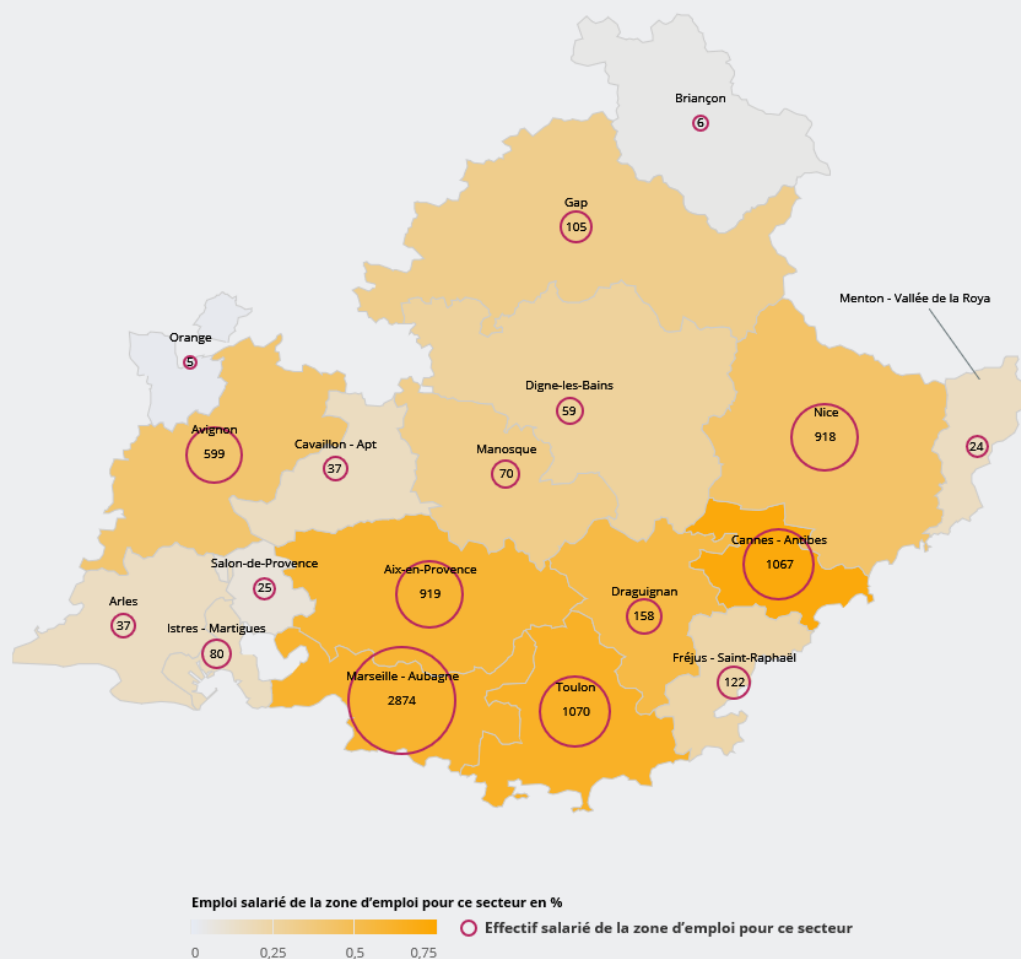 Briançon
6
Gap
105
Menton - Vallée de la Roya
Orange
5
Digne-les-Bains
59
Nice
918
Avignon
599
Cavaillon - Apt
37
Manosque
70
24
Cannes - Antibes
1067
Salon-de-Provence
25
Aix-en-Provence
919
Draguignan
158
Arles
37
Istres - Martigues
80
Fréjus - Saint-Raphaël
122
Marseille - Aubagne
2874
Toulon
1070
Emploi salarié de la zone d’emploi pour ce secteur en %
Effectif salarié de la zone d’emploi pour ce secteur
0 0,25 0,5 0,75